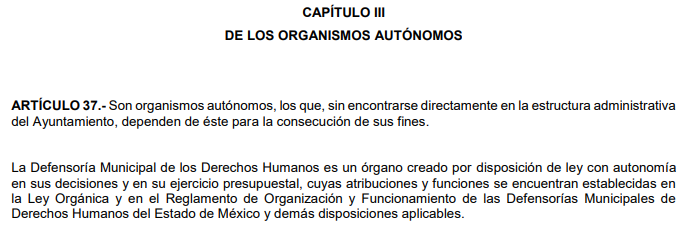 CAPÍTULO III
DE LOS ORGANISMOS AUTÓNOMOS
ARTÍCULO 37.- Son organismos autónomos, los que, sin encontrarse directamente en la estructura administrativa
del Ayuntamiento, dependen de éste para la consecución de sus fines.
La Defensoría Municipal de los Derechos Humanos es un órgano creado por disposición de ley con autonomía
en sus decisiones y en su ejercicio presupuestal, cuyas atribuciones y funciones se encuentran establecidas en
la Ley Orgánica y en el Reglamento de Organización y Funcionamiento de las Defensorías Municipales de
Derechos Humanos del Estado de México y demás disposiciones aplicables.